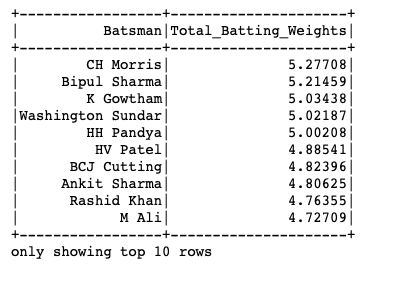 +-----------------+---------------------+
|          Batsman|Total_Batting_Weights|
+-----------------+---------------------+
|        CH Morris|              5.27708|
|     Bipul Sharma|              5.21459|
|        K Gowtham|              5.03438|
|Washington Sundar|              5.02187|
|        HH Pandya|              5.00208|
|         HV Patel|              4.88541|
|      BCJ Cutting|              4.82396|
|     Ankit Sharma|              4.80625|
|      Rashid Khan|              4.76355|
|            M Ali|              4.72709|
+-----------------+---------------------+
only showing top 10 rows